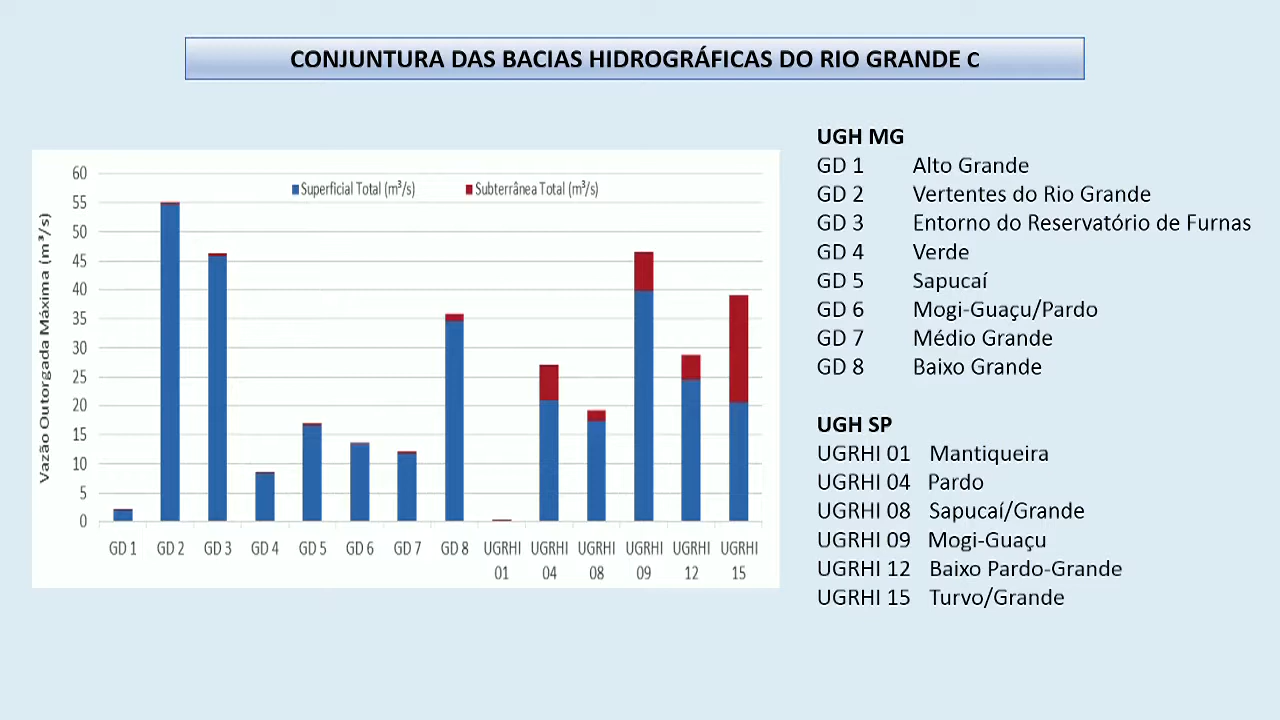 CONJUNTURA DAS BACIAS HIDROGRÁFICAS DO RIO GRANDE C
Vazão Outorgada Máxima (m³/s)
60
55
50
45
40
35
30
25
20
15
10
5
0
Superficial Total (m³/s) Subterrânea Total (m³/s)
GD 1 GD 2 GD 3 GD 4 GD 5 GD 6 GD 7 GD 8 UGRHI UGRHI UGRHI UGRHI UGRHI UGRHI
01 04 08 09 12 15
UGH MG
GD 1 Alto Grande
GD 2 Vertentes do Rio Grande
GD 3 Entorno do Reservatório de Furnas
GD 4 Verde
GD 5 Sapucaí
GD 6 Mogi-Guaçu/Pardo
GD 7 Médio Grande
GD 8 Baixo Grande
UGH SP
UGRHI 01 Mantiqueira
UGRHI 04 Pardo
UGRHI 08 Sapucaí/Grande
UGRHI 09 Mogi-Guaçu
UGRHI 12 Baixo Pardo-Grande
UGRHI 15 Turvo/Grande